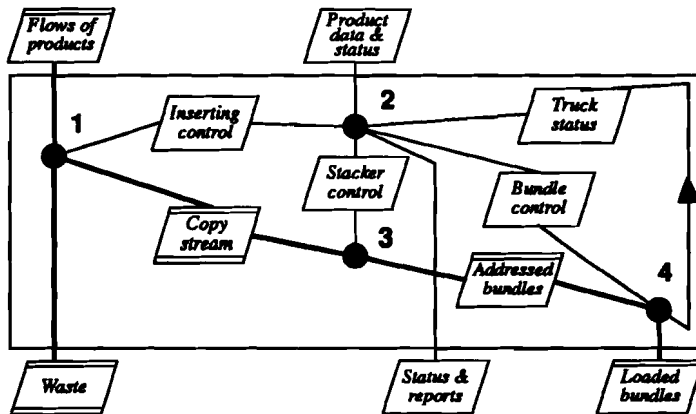 Flows of
products
Product
data &
status
1
Inserting
control
2
Truck
status
Stacker
control
Bundle
control
Copy
stream
3
Addressed
bundles
4
Waste
Status &
reports
Loaded
bundles